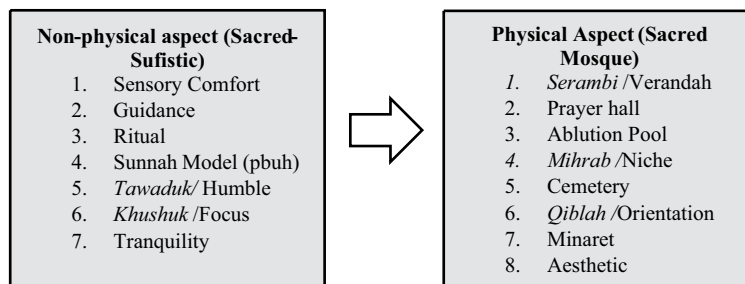 Non-physical aspect (Sacred-
Sufistic)
1. Sensory Comfort
2. Guidance
3. Ritual
4. Sunnah Model (pbuh)
5. Tawaduk/ Humble
6. Khushuk /Focus
7. Tranquility
Physical Aspect (Sacred
Mosque)
1. Serambi /Verandah
2. Prayer hall
3. Ablution Pool
4. Mihrab /Niche
5. Cemetery
6. Qiblah /Orientation
7. Minaret
8. Aesthetic